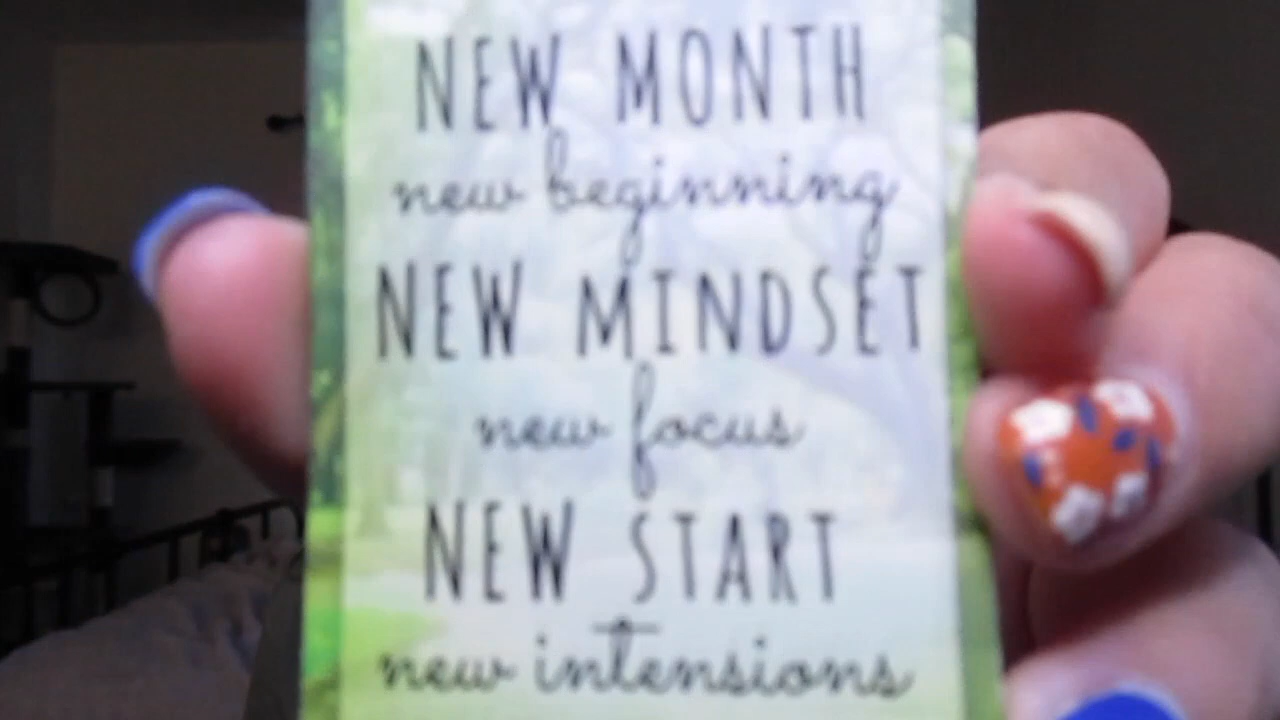 NEW MONTH
new beginning
NEW MINDSET
new focus
NEW START
new intensions